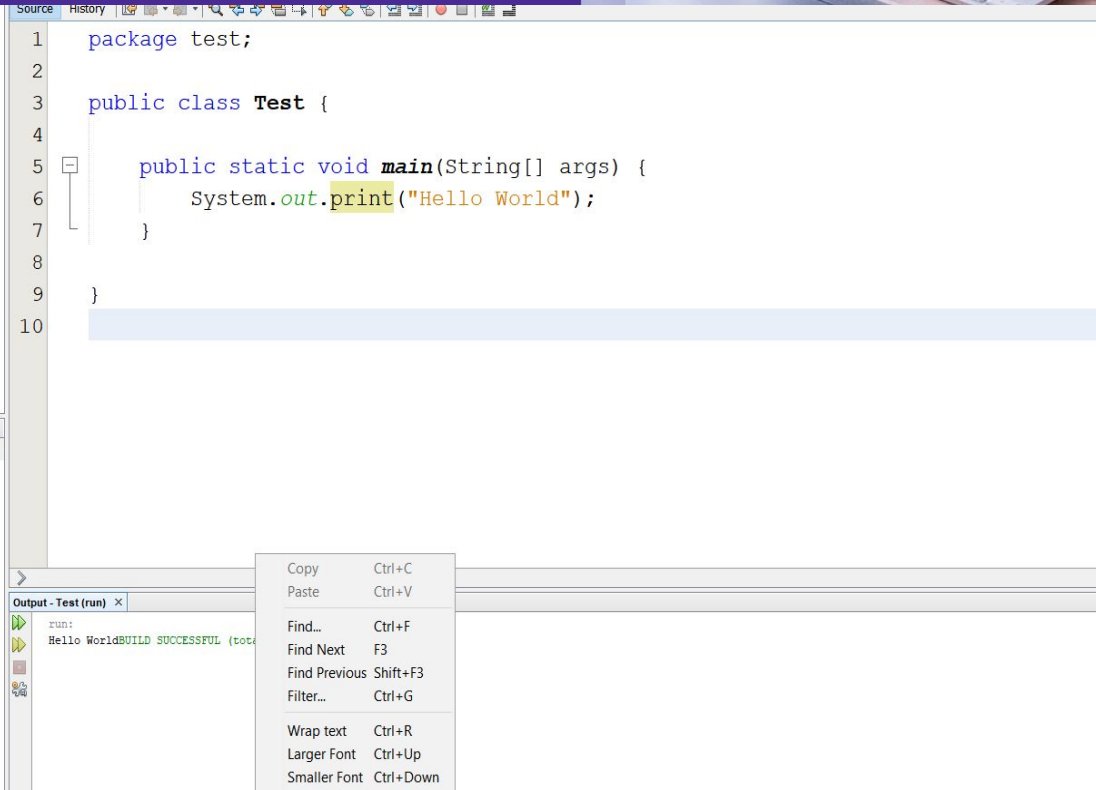 Source History
1 package test;
2
3 public class Test {
4
5 public static void main(String[] args) {
6 System.out.print("Hello World");
7 }
8
9 }
10
Output - Test (run)
run:
Hello WorldBUILD SUCCESSFUL (tota
Copy Ctrl+C
Paste Ctrl+V
Find... Ctrl+F
Find Next F3
Find Previous Shift+F3
Filter... Ctrl+G
Wrap text Ctrl+R
Larger Font Ctrl+Up
Smaller Font Ctrl+Down